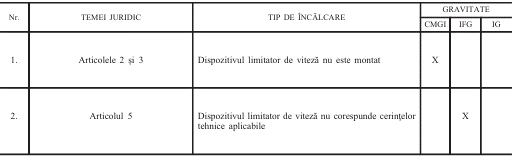 Nr.
TEMEI JURIDIC
TIP DE ÎNCĂLCARE
GRAVITATE
CMGI
IFG
IG
1.
Articolele 2 și 3
Dispozitivul limitator de viteză nu este montat
X
2.
Articolul 5
Dispozitivul limitator de viteză nu corespunde cerințelor
tehnice aplicabile
X